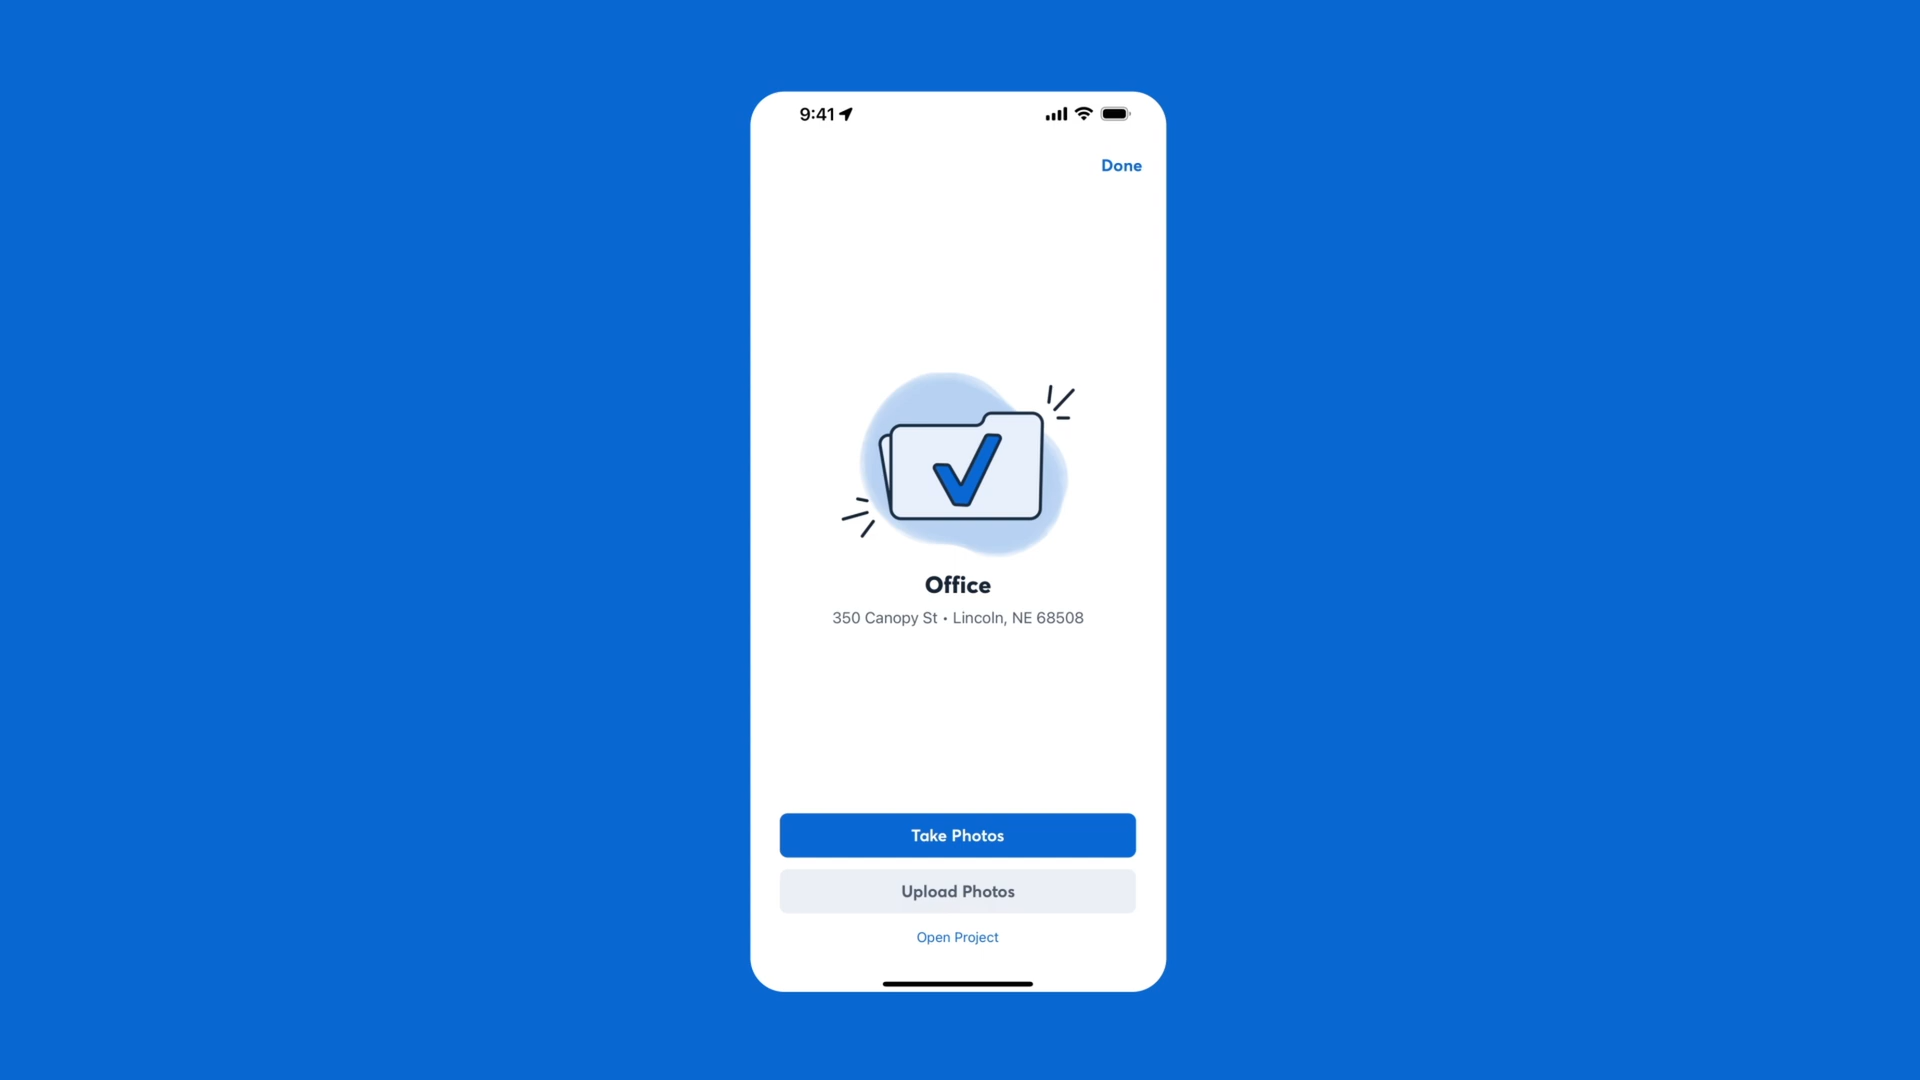 9:41
Done
Office
350 Canopy St • Lincoln, NE 68508
Take Photos
Upload Photos
Open Project